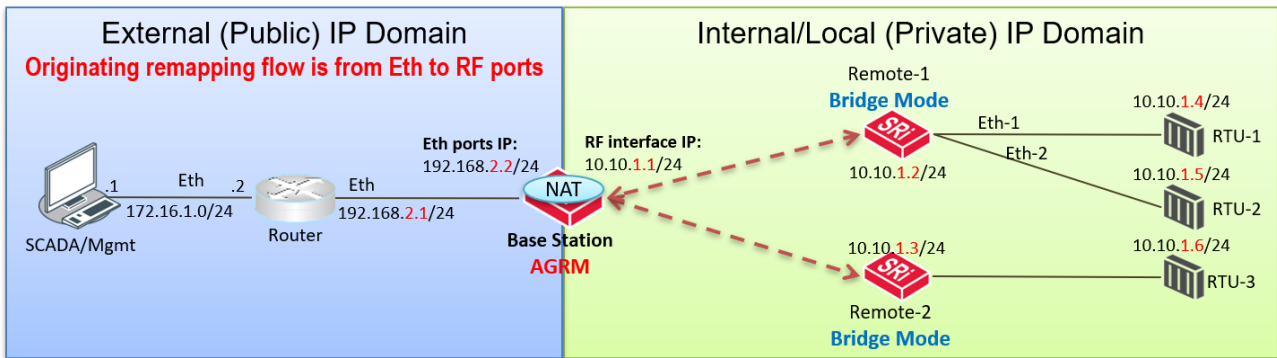 External (Public) IP Domain
Originating remapping flow is from Eth to RF ports
Internal/Local (Private) IP Domain
Remote-1
Bridge Mode
SRi
10.10.1.2/24
Eth-1
Eth-2
10.10.1.4/24
RTU-1
10.10.1.5/24
RTU-2
Eth ports IP:
192.168.2.2/24
RF interface IP:
10.10.1.1/24
NAT
Base Station
AGRM
.1
Eth
.2
172.16.1.0/24
SCADA/Mgmt
Router
Eth
192.168.2.1/24
10.10.1.3/24
SRi
Remote-2
Bridge Mode
10.10.1.6/24
RTU-3